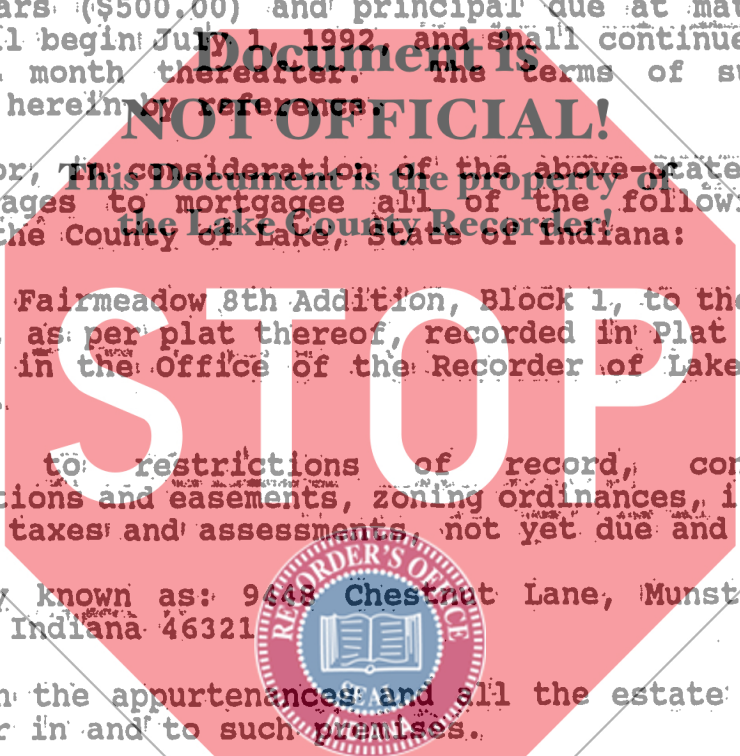 ars ($500.00) and principal due at mat
l begin July 1, 1992, and shall continue
month thereafter. The terms of s
herein by reference.
Document is
NOT OFFICIAL!
This Document is the property of
the Lake County Recorder!
or, in consideration of the above-state
ages to mortgagee all of the follow
he County of Lake, State of Indiana:
Fairmeadow 8th Addition, Block 1, to the
as per plat thereof, recorded in Plat
in the Office of the Recorder of Lake
STOP
to restrictions of record, con
tions and easements, zoning ordinances, i
taxes and assessments, not yet due and
y known as: 9448 Chestnut Lane, Munst
Indiana 46321
RECORDER'S OFFICE
SEAL
INDIANA
n the appurtenances and all the estate
r in and to such premises.